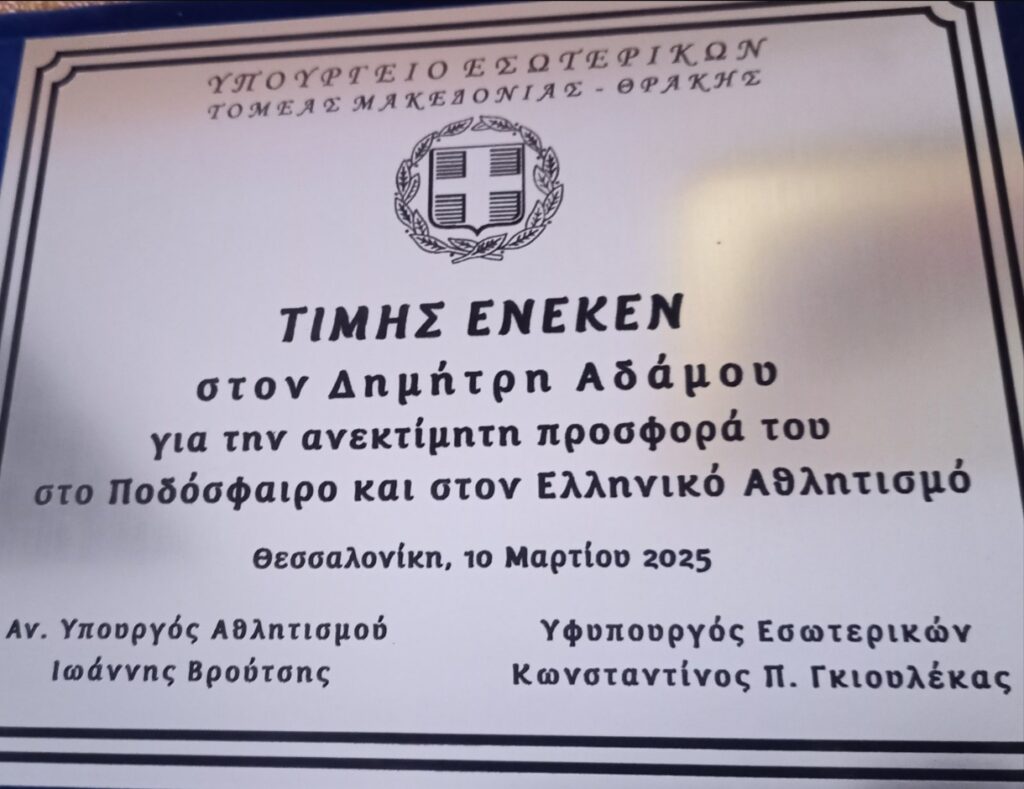 ΥΠΟΥΡΓΕΙΟ ΕΣΩΤΕΡΙΚΩΝ
ΤΟΜΕΑΣ ΜΑΚΕΔΟΝΙΑΣ - ΘΡΑΚΗΣ
ΤΙΜΗΣ ΕΝΕΚΕΝ
στον Δημήτρη Αδάμου
για την ανεκτίμητη προσφορά του
στο Ποδόσφαιρο και στον Ελληνικό Αθλητισμό
Θεσσαλονίκη, 10 Μαρτίου 2025
Αν. Υπουργός Αθλητισμού
Ιωάννης Βρούτσης
Υφυπουργός Εσωτερικών
Κωνσταντίνος Π. Γκιουλέκας